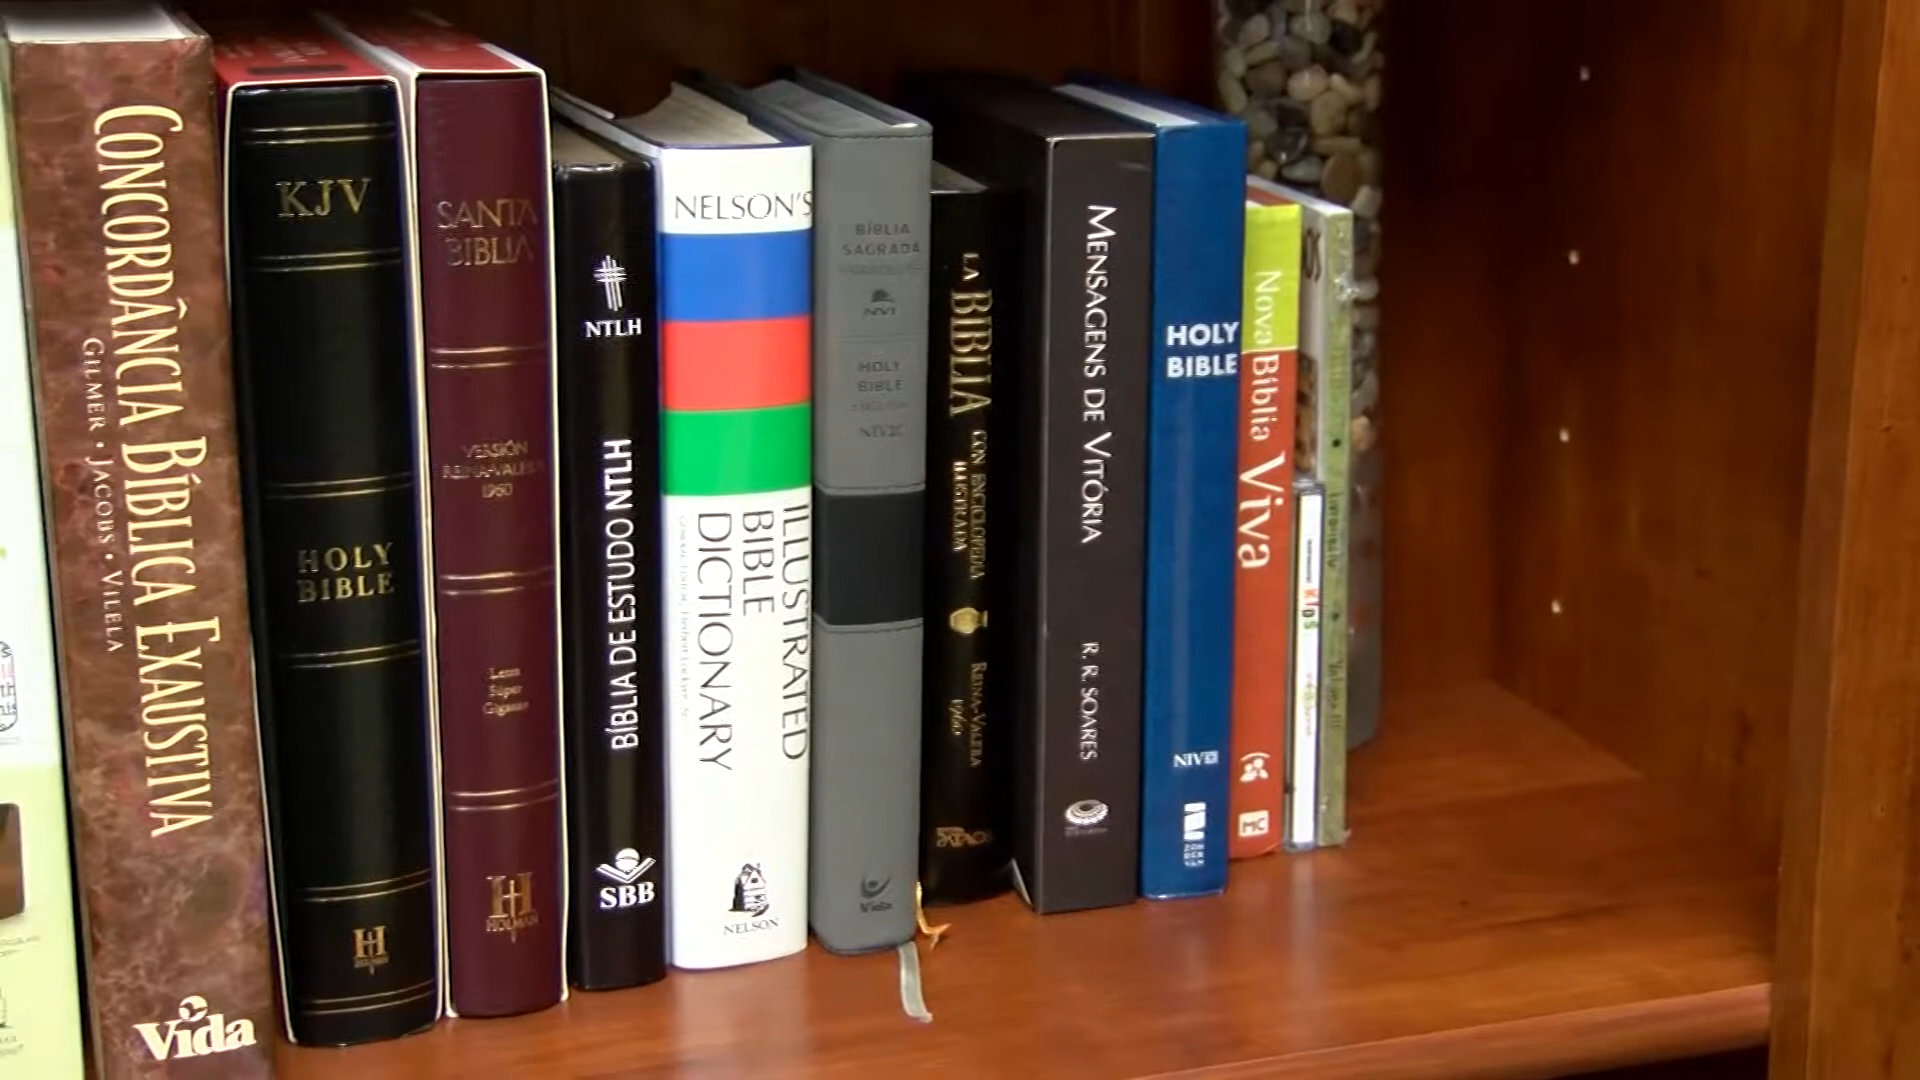 CONCORDÂNCIA BÍBLICA EXAUSTIVA
GILMER • JACOBS • VILELA
Vida
KJV
HOLY
BIBLE
H
SANTA
BIBLIA
VERSIÓN
REINA-VALERA
1960
Letra
Súper
Gigante
H
HOLMAN
NTLH
BÍBLIA DE ESTUDO NTLH
SBB
NELSON'S
ILLUSTRATED
BIBLE
DICTIONARY
NELSON
BÍBLIA
SAGRADA
NVI
HOLY
BIBLE
NIV
Vida
LA BIBLIA
CON ENCICLOPEDIA
ILUSTRADA
REINA-VALERA
1960
MENSAGENS DE VITÓRIA
R. R. SOARES
HOLY
BIBLE
NIV
ZON
DER
VAN
Nova Bíblia Viva
MC
KIDS